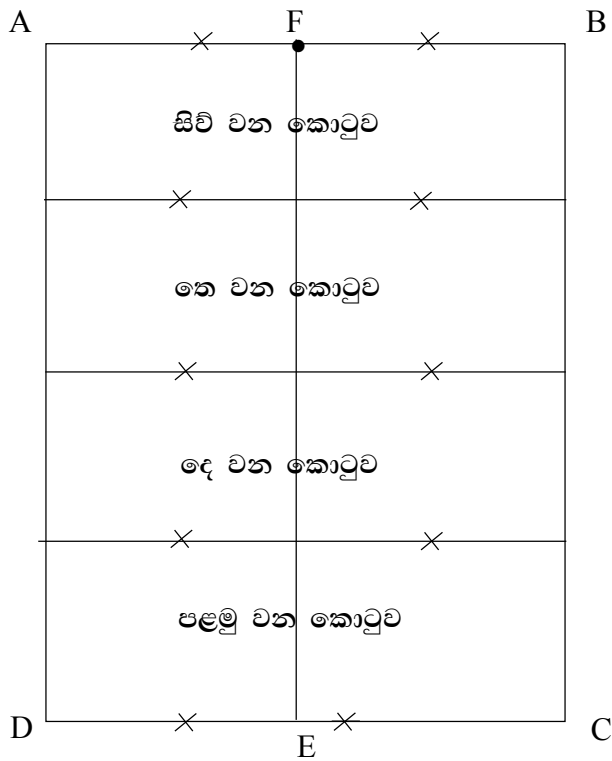 A F B
සිව් වන කොටුව
තෙ වන කොටුව
දෙ වන කොටුව
පළමු වන කොටුව
D E C